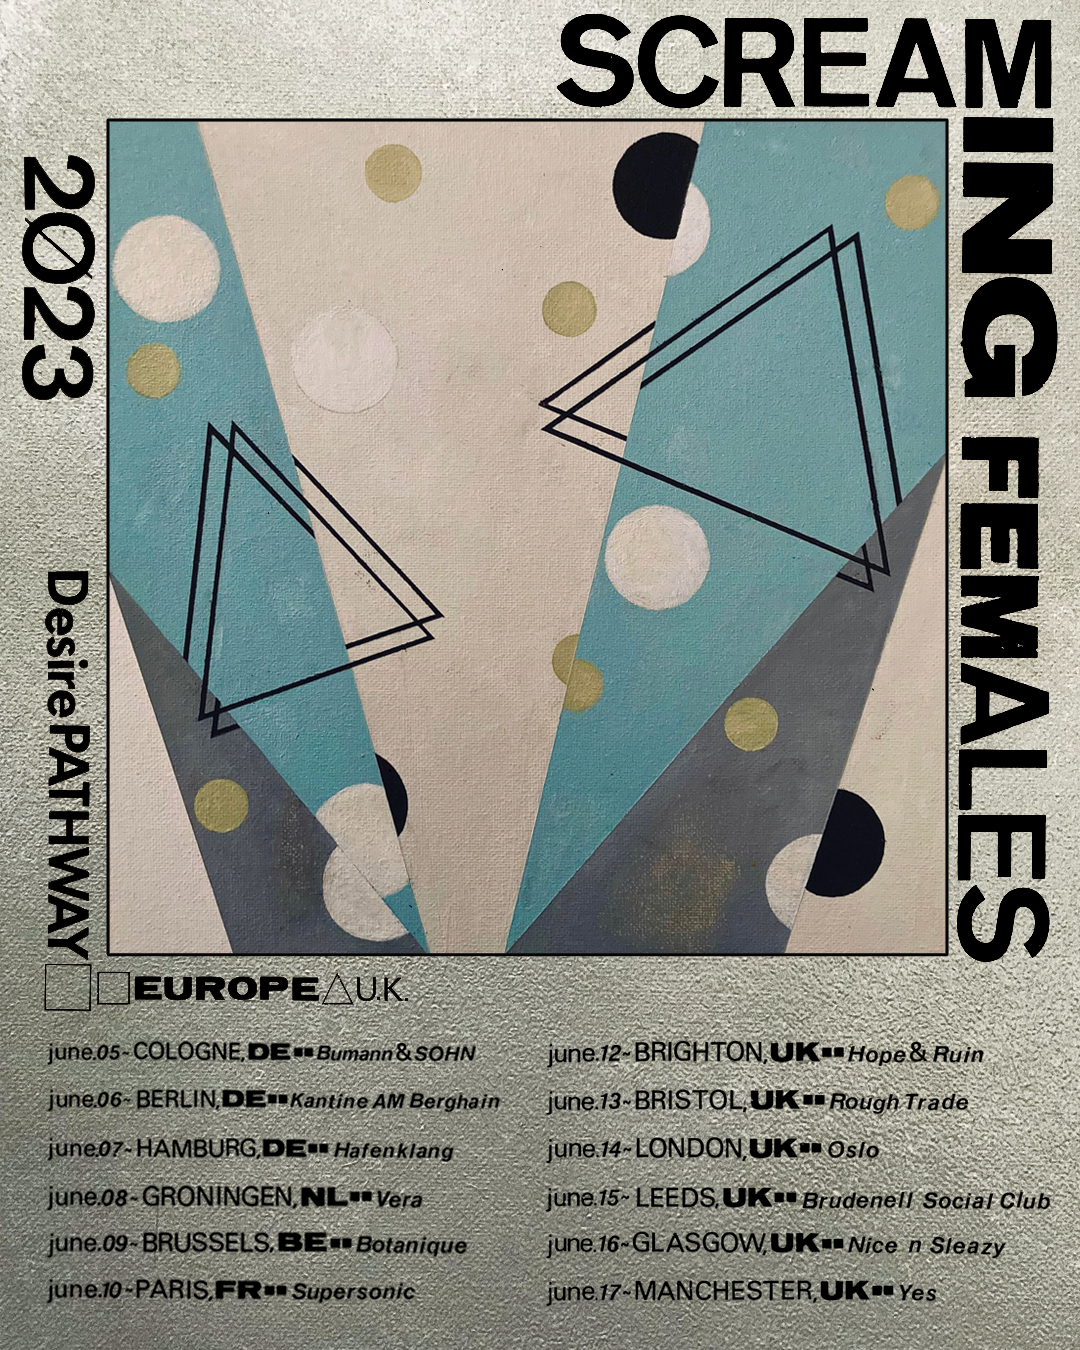 SCREAMING FEMALES
2023
Desire PATHWAY
EUROPE U.K.
june.05~COLOGNE,DE▪▪Bumann&SOHN
june.06~BERLIN,DE▪▪Kantine AM Berghain
june.07~HAMBURG,DE▪▪Hafenklang
june.08~GRONINGEN,NL▪▪Vera
june.09~BRUSSELS,BE▪▪Botanique
june.10~PARIS,FR▪▪Supersonic
june.12~BRIGHTON,UK▪▪Hope & Ruin
june.13~BRISTOL,UK▪▪Rough Trade
june.14~LONDON,UK▪▪Oslo
june.15~LEEDS,UK▪▪Brudenell Social Club
june.16~GLASGOW,UK▪▪Nice n Sleazy
june.17~MANCHESTER,UK▪▪Yes